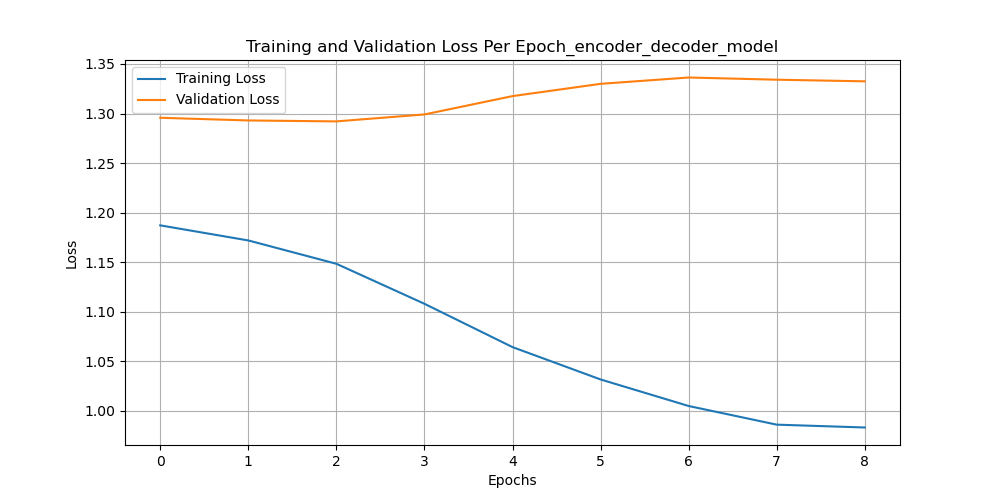 Training and Validation Loss Per Epoch_encoder_decoder_model
Training Loss
Validation Loss
1.35
1.30
1.25
1.20
1.15
1.10
1.05
1.00
Loss
0 1 2 3 4 5 6 7 8
Epochs